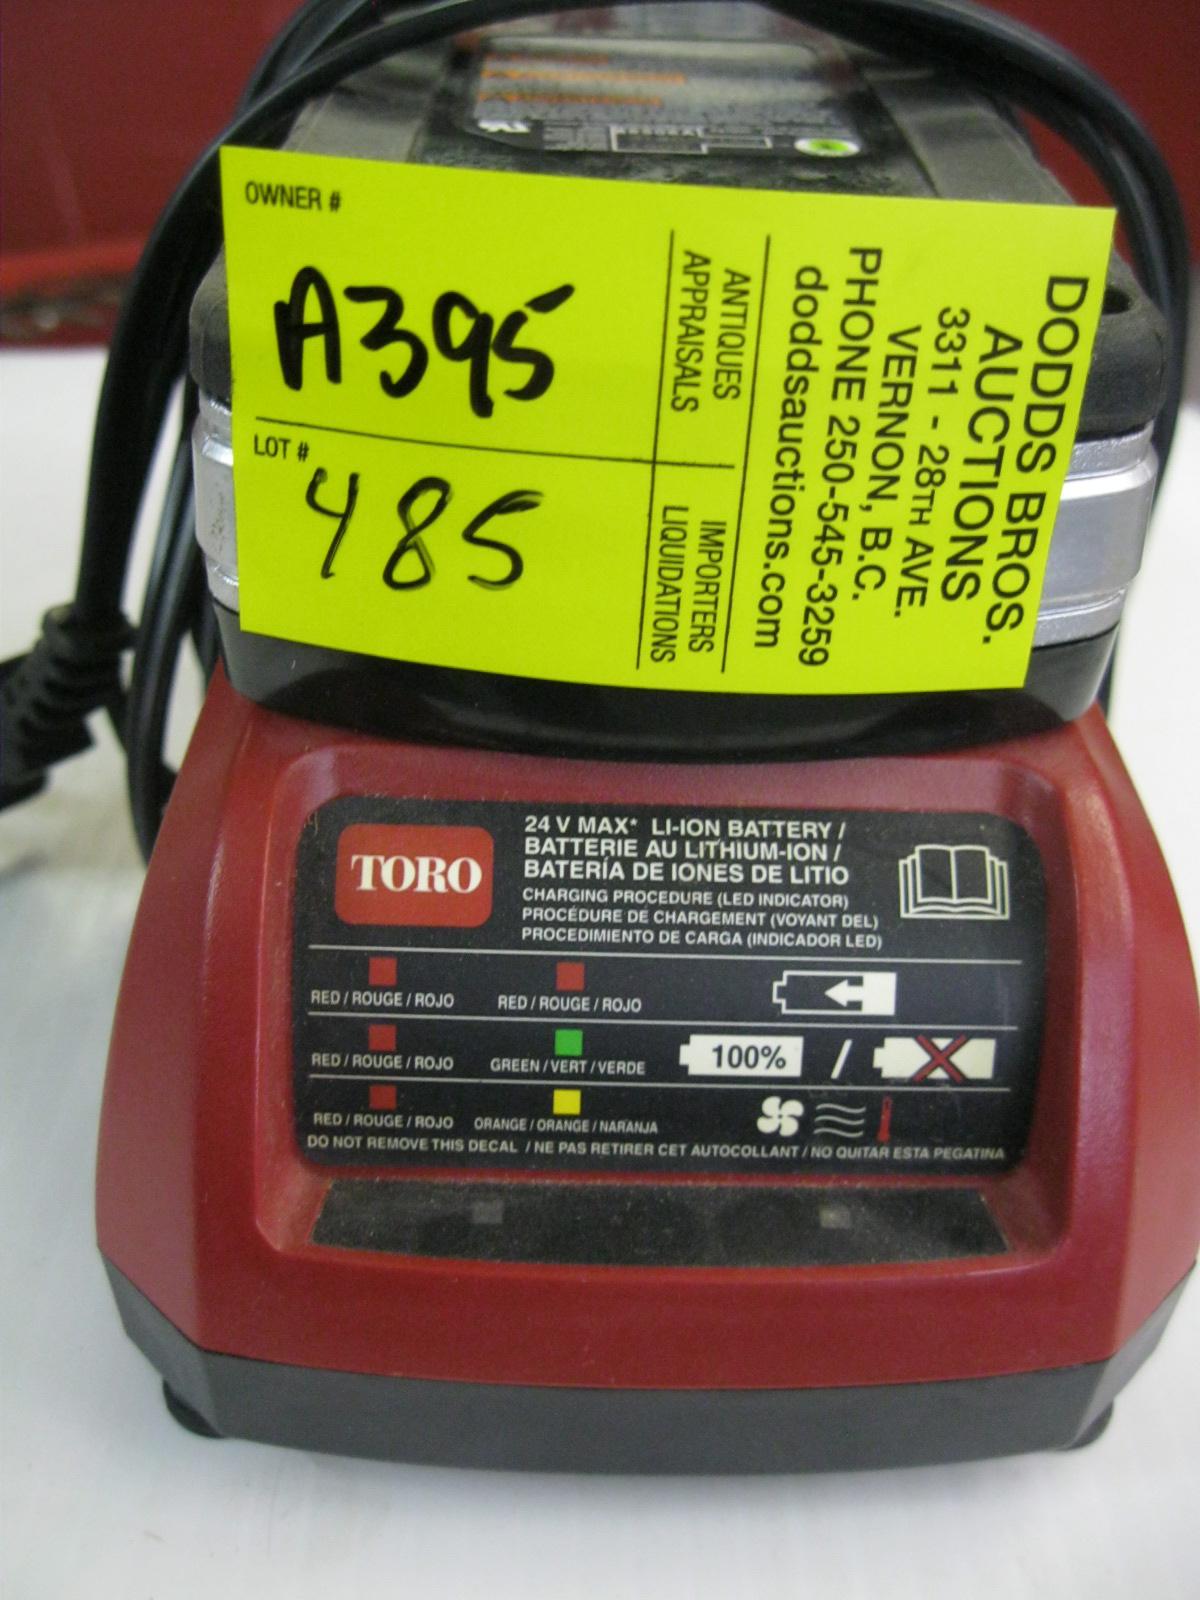 OWNER #
A395
LOT #
485
ANTIQUES
APPRAISALS
IMPORTERS
LIQUIDATIONS
DODDS BROS.
AUCTIONS
3311 - 28TH AVE.
VERNON, B.C.
PHONE 250-545-3259
doddsauctions.com
TORO
24 V MAX* LI-ION BATTERY /
BATTERIE AU LITHIUM-ION /
BATERÍA DE IONES DE LITIO
CHARGING PROCEDURE (LED INDICATOR)
PROCÉDURE DE CHARGEMENT (VOYANT DEL)
PROCEDIMIENTO DE CARGA (INDICADOR LED)
RED / ROUGE / ROJO RED / ROUGE / ROJO
RED / ROUGE / ROJO GREEN / VERT / VERDE 100% /
RED / ROUGE / ROJO ORANGE / ORANGE / NARANJA
DO NOT REMOVE THIS DECAL / NE PAS RETIRER CET AUTOCOLLANT / NO QUITAR ESTA PEGATINA